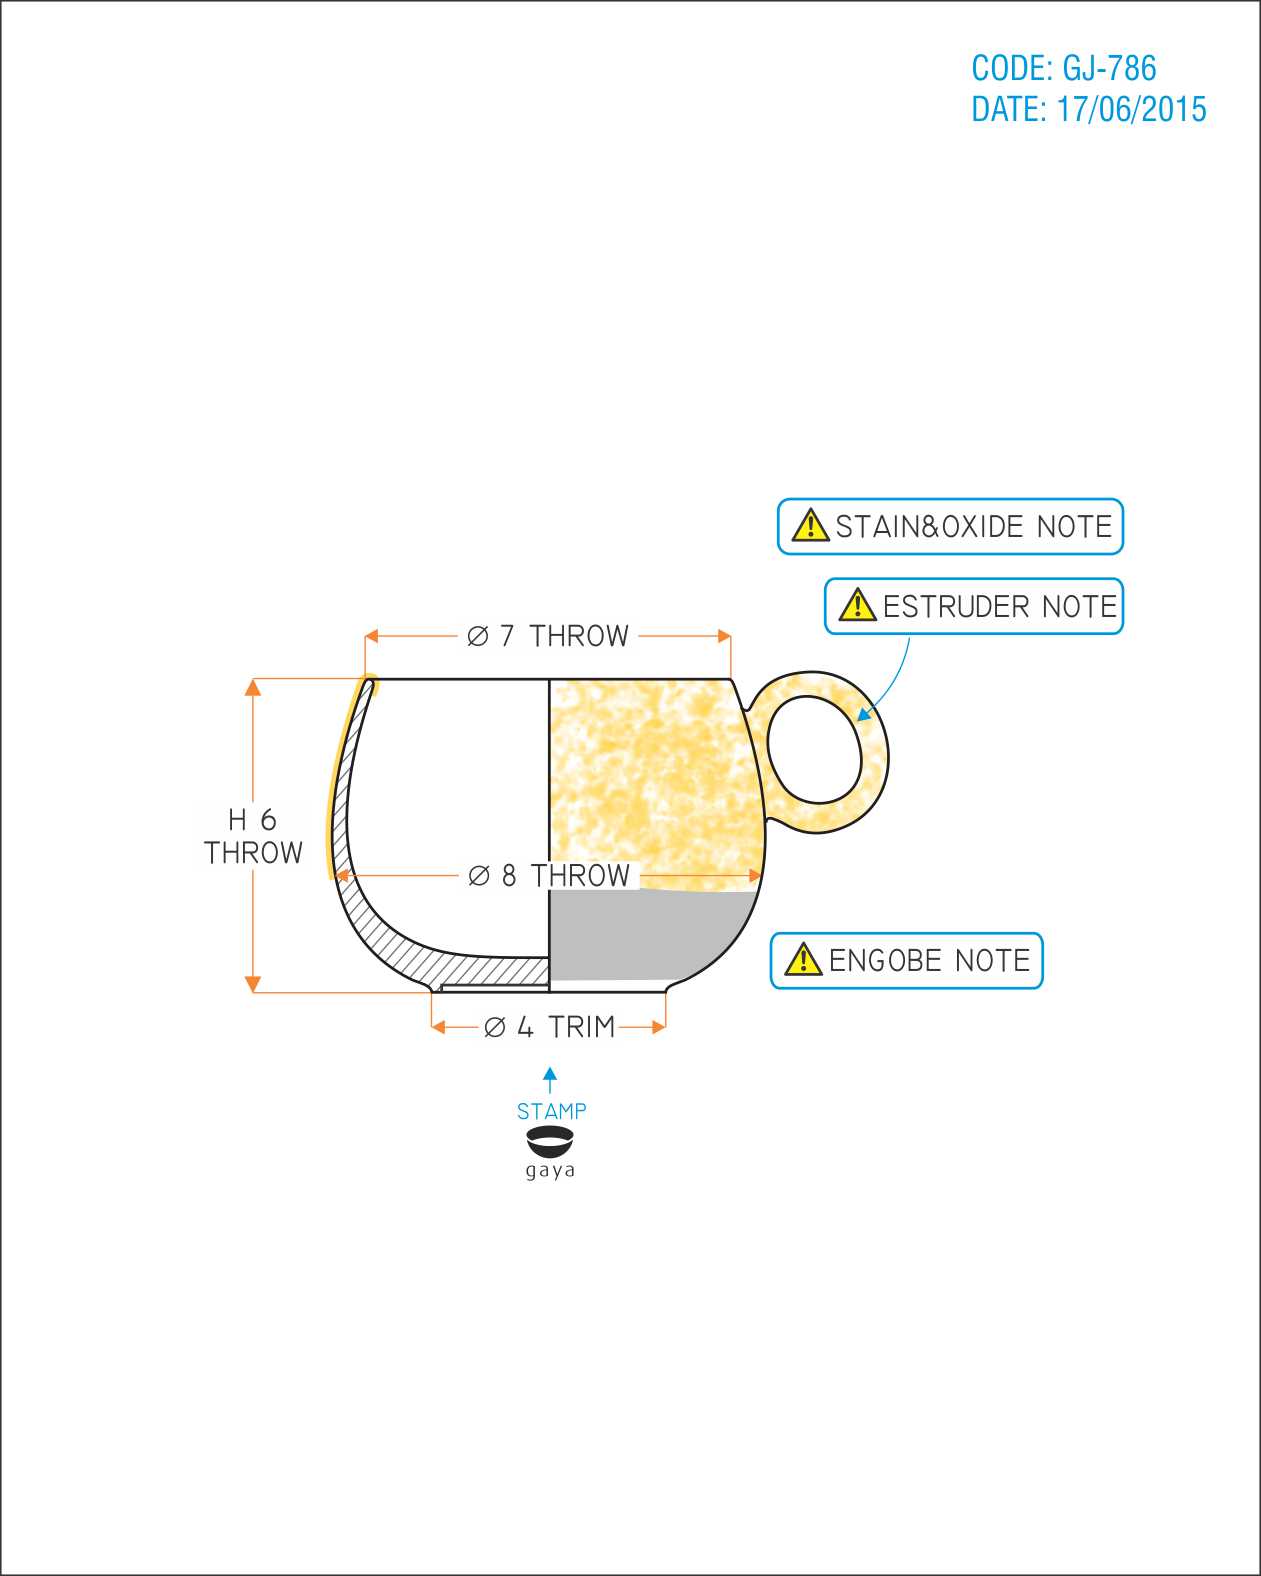 CODE: GJ-786
DATE: 17/06/2015
STAIN&OXIDE NOTE
ESTRUDER NOTE
Ø 7 THROW
H 6
THROW
Ø 8 THROW
ENGOBE NOTE
Ø 4 TRIM
STAMP
gaya